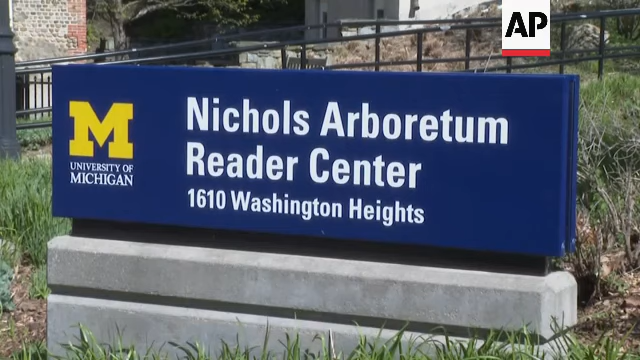 AP
M
UNIVERSITY OF
MICHIGAN
Nichols Arboretum
Reader Center
1610 Washington Heights